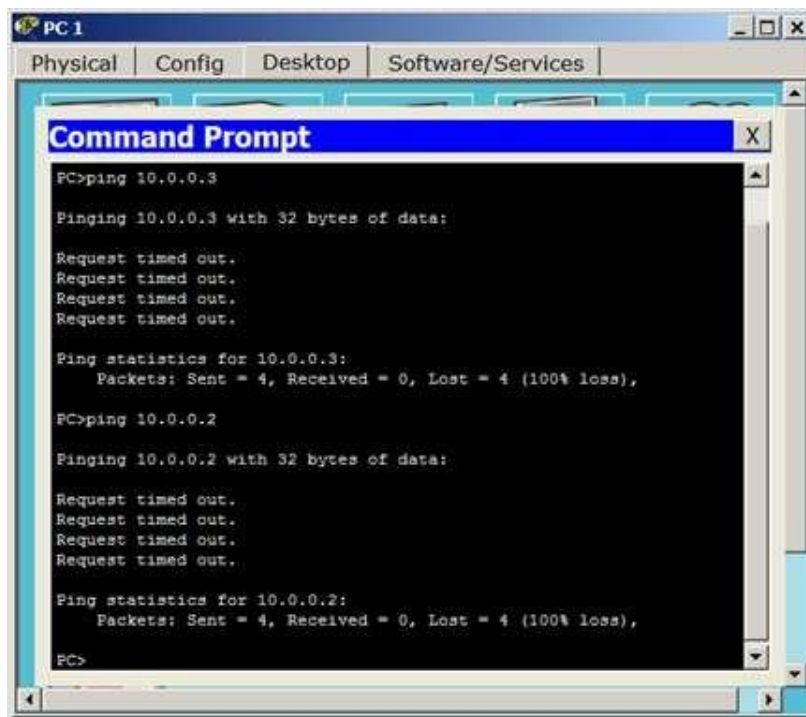 PC 1
Physical Config Desktop Software/Services
Command Prompt X
PC>ping 10.0.0.3
Pinging 10.0.0.3 with 32 bytes of data:
Request timed out.
Request timed out.
Request timed out.
Request timed out.
Ping statistics for 10.0.0.3:
Packets: Sent = 4, Received = 0, Lost = 4 (100% loss),
PC>ping 10.0.0.2
Pinging 10.0.0.2 with 32 bytes of data:
Request timed out.
Request timed out.
Request timed out.
Request timed out.
Ping statistics for 10.0.0.2:
Packets: Sent = 4, Received = 0, Lost = 4 (100% loss),
PC>